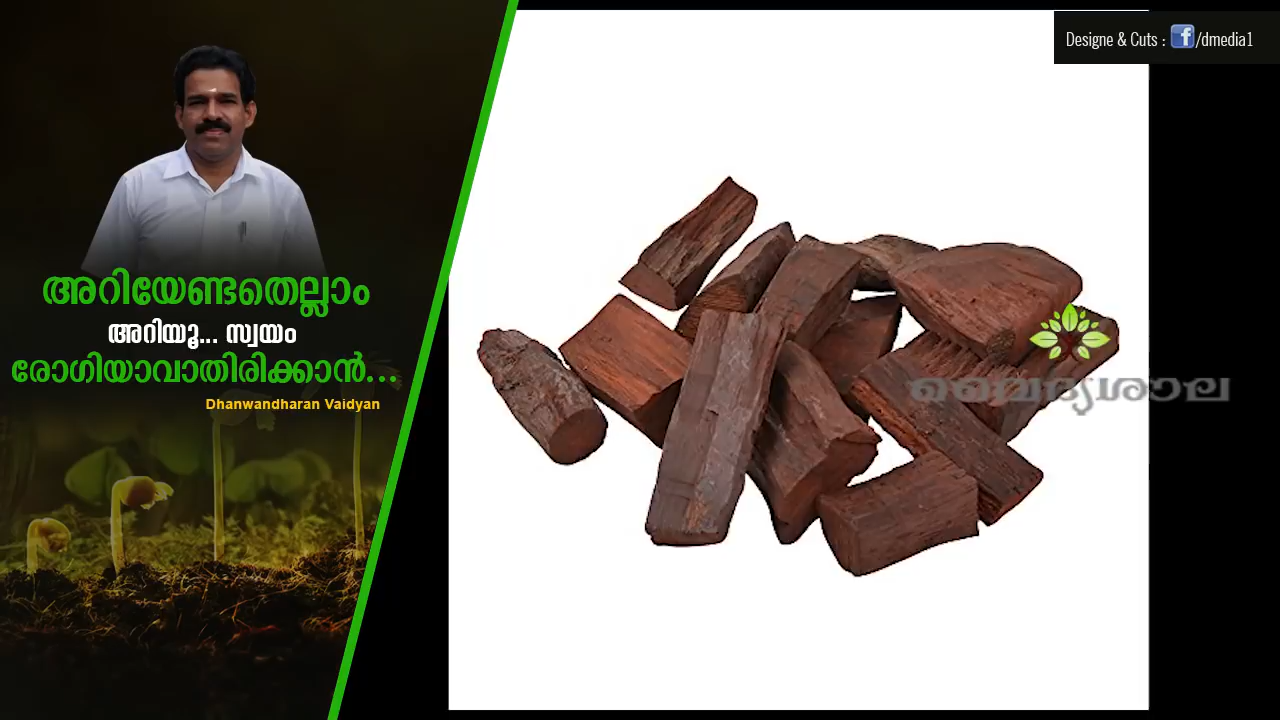 അറിയേണ്ടതെല്ലാം
അറിയൂ... സ്വയം
രോഗിയാവാതിരിക്കാൻ...
Dhanwandharan Vaidyan
Designe & Cuts : f/dmedia1
വൈദ്യശാല